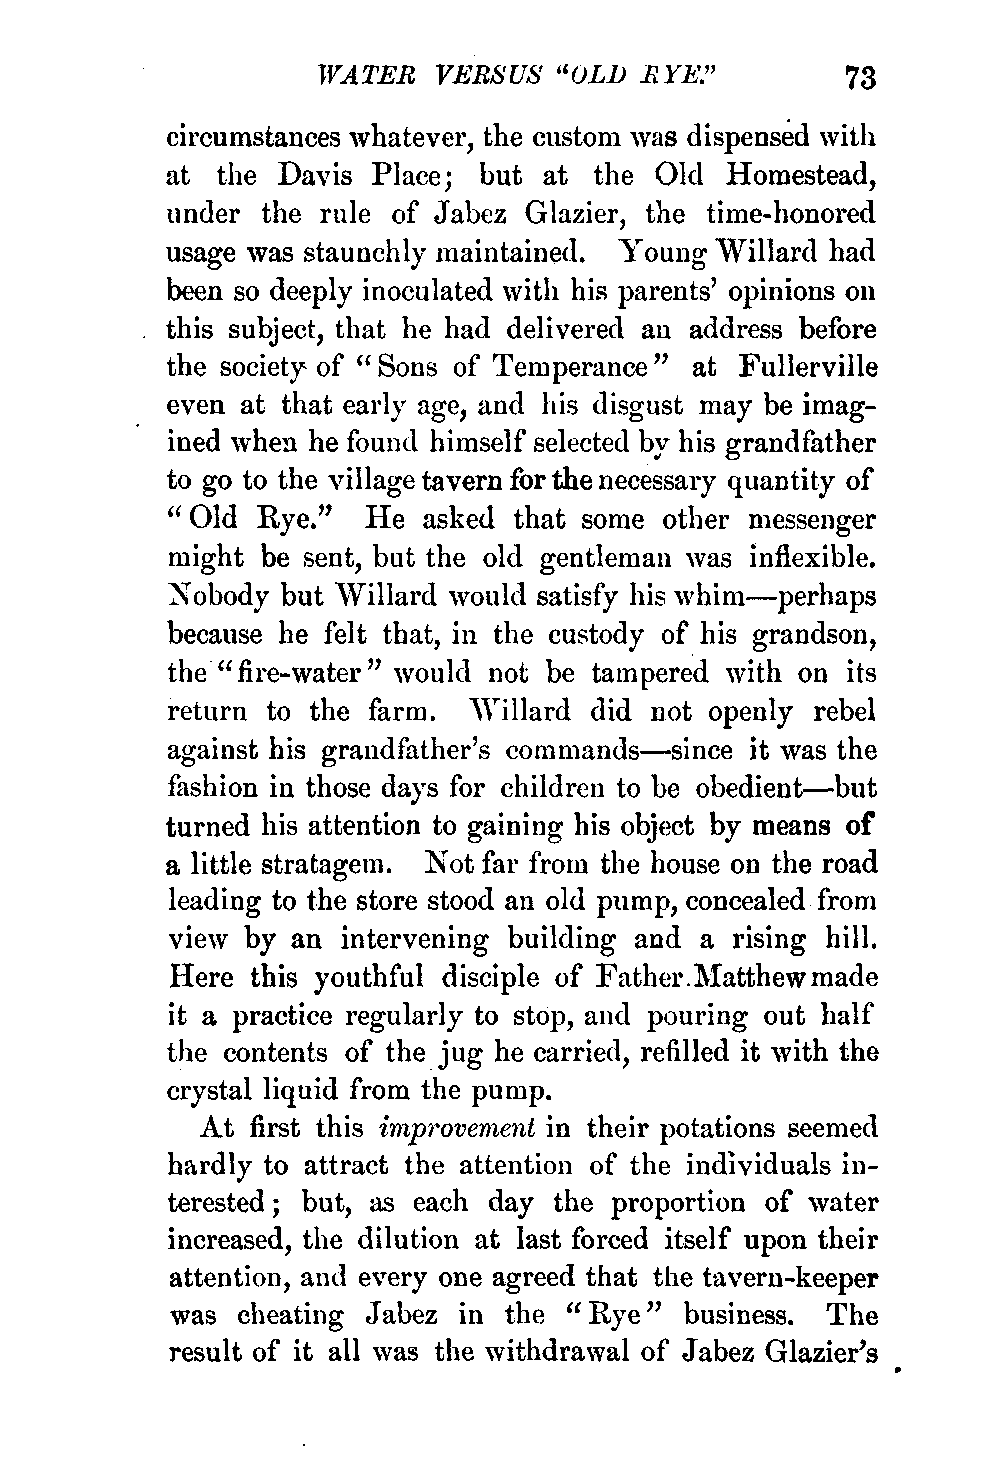 WATER VERSUS "OLD RYE." 73
circumstances whatever, the custom was dispensed with
at the Davis Place; but at the Old Homestead,
under the rule of Jabez Glazier, the time-honored
usage was staunchly maintained. Young Willard had
been so deeply inoculated with his parents' opinions on
this subject, that he had delivered an address before
the society of "Sons of Temperance" at Fullerville
even at that early age, and his disgust may be imag-
ined when he found himself selected by his grandfather
to go to the village tavern for the necessary quantity of
"Old Rye." He asked that some other messenger
might be sent, but the old gentleman was inflexible.
Nobody but Willard would satisfy his whim—perhaps
because he felt that, in the custody of his grandson,
the "fire-water" would not be tampered with on its
return to the farm. Willard did not openly rebel
against his grandfather's commands—since it was the
fashion in those days for children to be obedient—but
turned his attention to gaining his object by means of
a little stratagem. Not far from the house on the road
leading to the store stood an old pump, concealed from
view by an intervening building and a rising hill.
Here this youthful disciple of Father Matthew made
it a practice regularly to stop, and pouring out half
the contents of the jug he carried, refilled it with the
crystal liquid from the pump.
At first this improvement in their potations seemed
hardly to attract the attention of the individuals in-
terested; but, as each day the proportion of water
increased, the dilution at last forced itself upon their
attention, and every one agreed that the tavern-keeper
was cheating Jabez in the "Rye" business. The
result of it all was the withdrawal of Jabez Glazier's